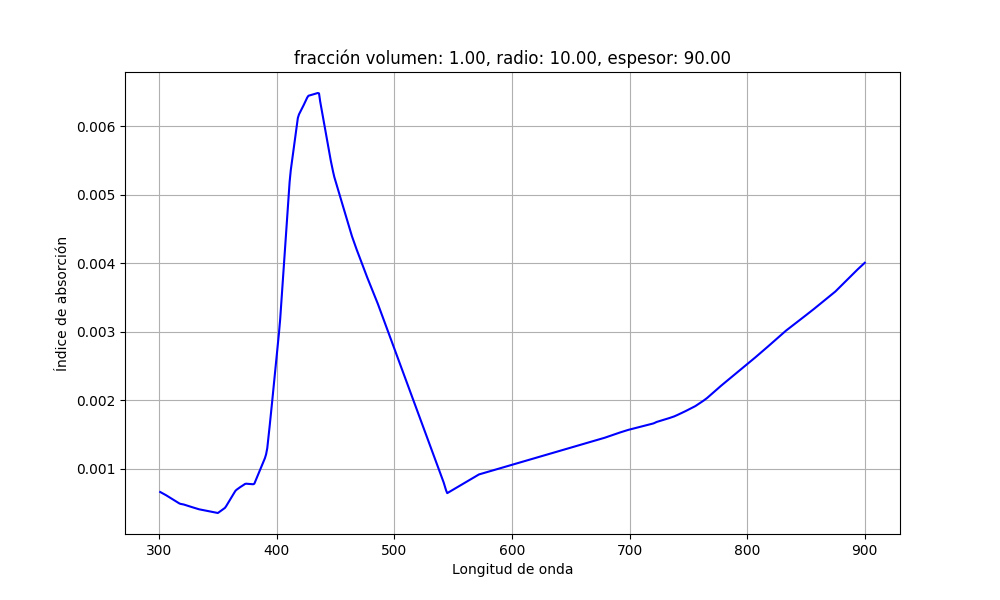 fracción volumen: 1.00, radio: 10.00, espesor: 90.00
Índice de absorción
0.006
0.005
0.004
0.003
0.002
0.001
300 400 500 600 700 800 900
Longitud de onda